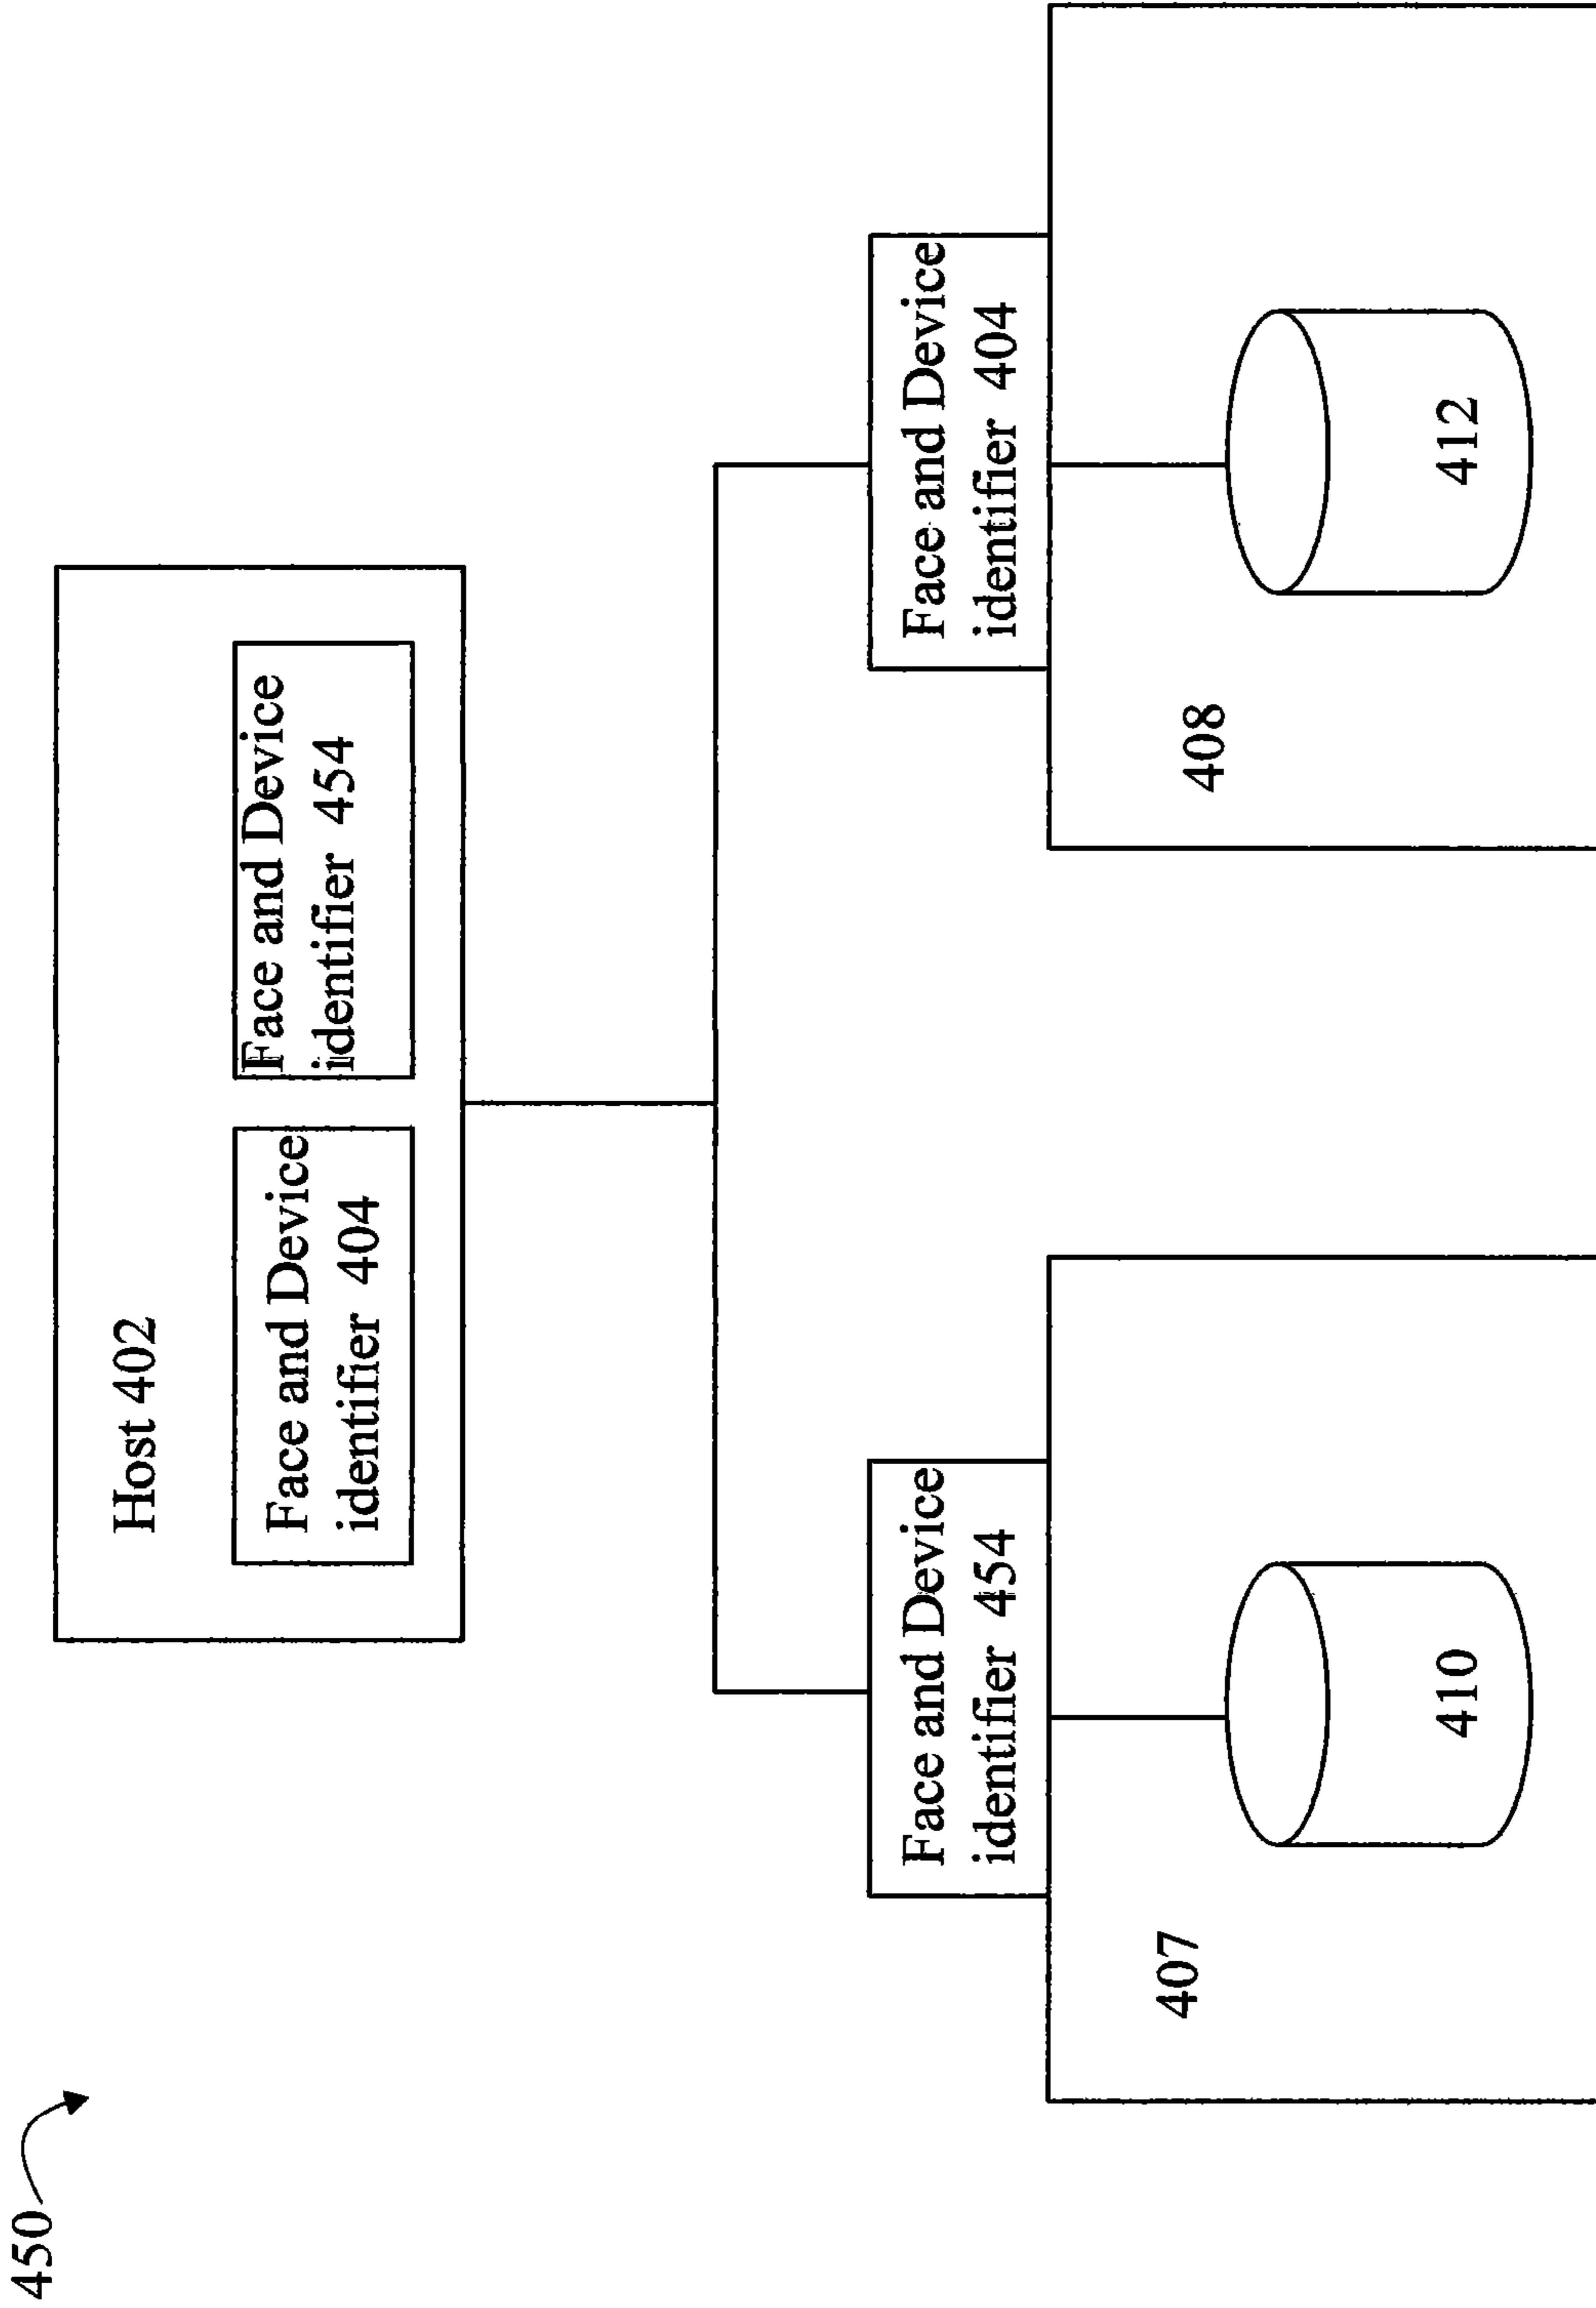 450
Host 402
Face and Device
identifier 404
Face and Device
identifier 454
Face and Device
identifier 454
Face and Device
identifier 404
407
408
410
412